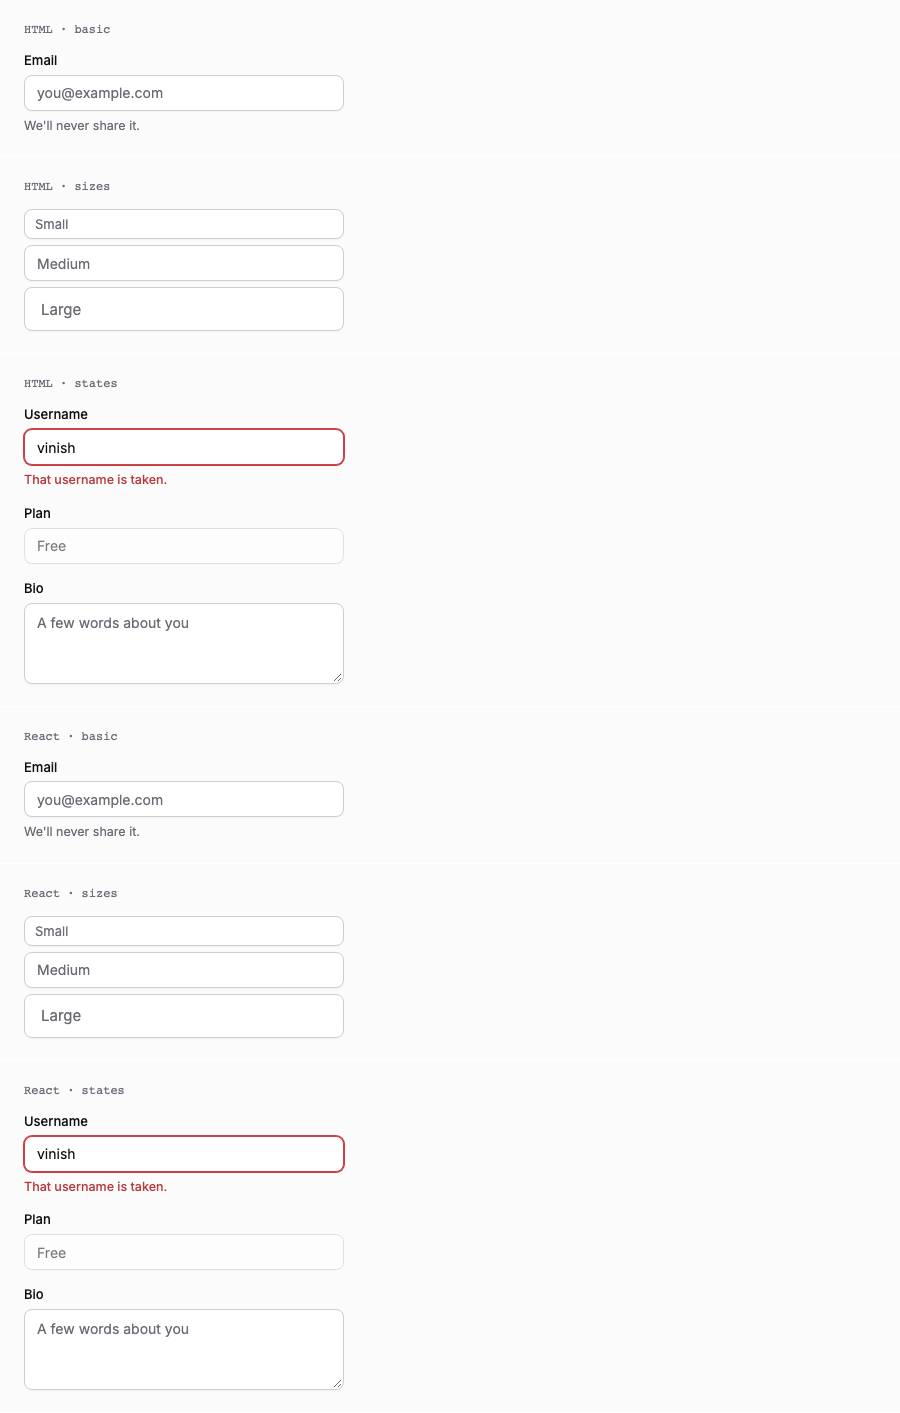 HTML · basic
Email
you@example.com
We'll never share it.
HTML · sizes
Small
Medium
Large
HTML · states
Username
vinish
That username is taken.
Plan
Free
Bio
A few words about you
React · basic
Email
you@example.com
We'll never share it.
React · sizes
Small
Medium
Large
React · states
Username
vinish
That username is taken.
Plan
Free
Bio
A few words about you